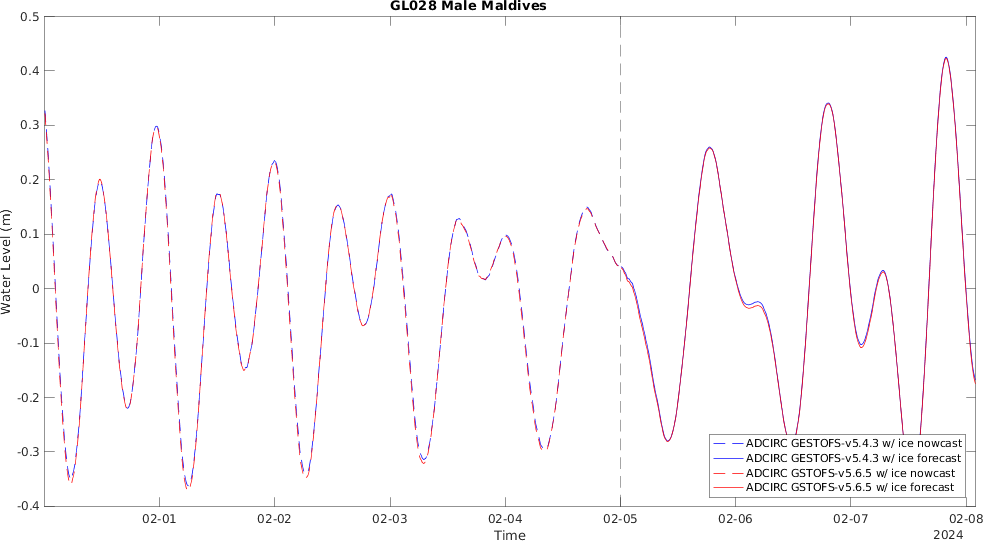 GL028 Male Maldives
0.5
0.4
0.3
0.2
0.1
0
-0.1
-0.2
-0.3
-0.4
Water Level (m)
02-01
02-02
02-03
02-04
02-05
02-06
02-07
02-08
2024
Time
ADCIRC GESTOFS-v5.4.3 w/ ice nowcast
ADCIRC GESTOFS-v5.4.3 w/ ice forecast
ADCIRC GSTOFS-v5.6.5 w/ ice nowcast
ADCIRC GSTOFS-v5.6.5 w/ ice forecast